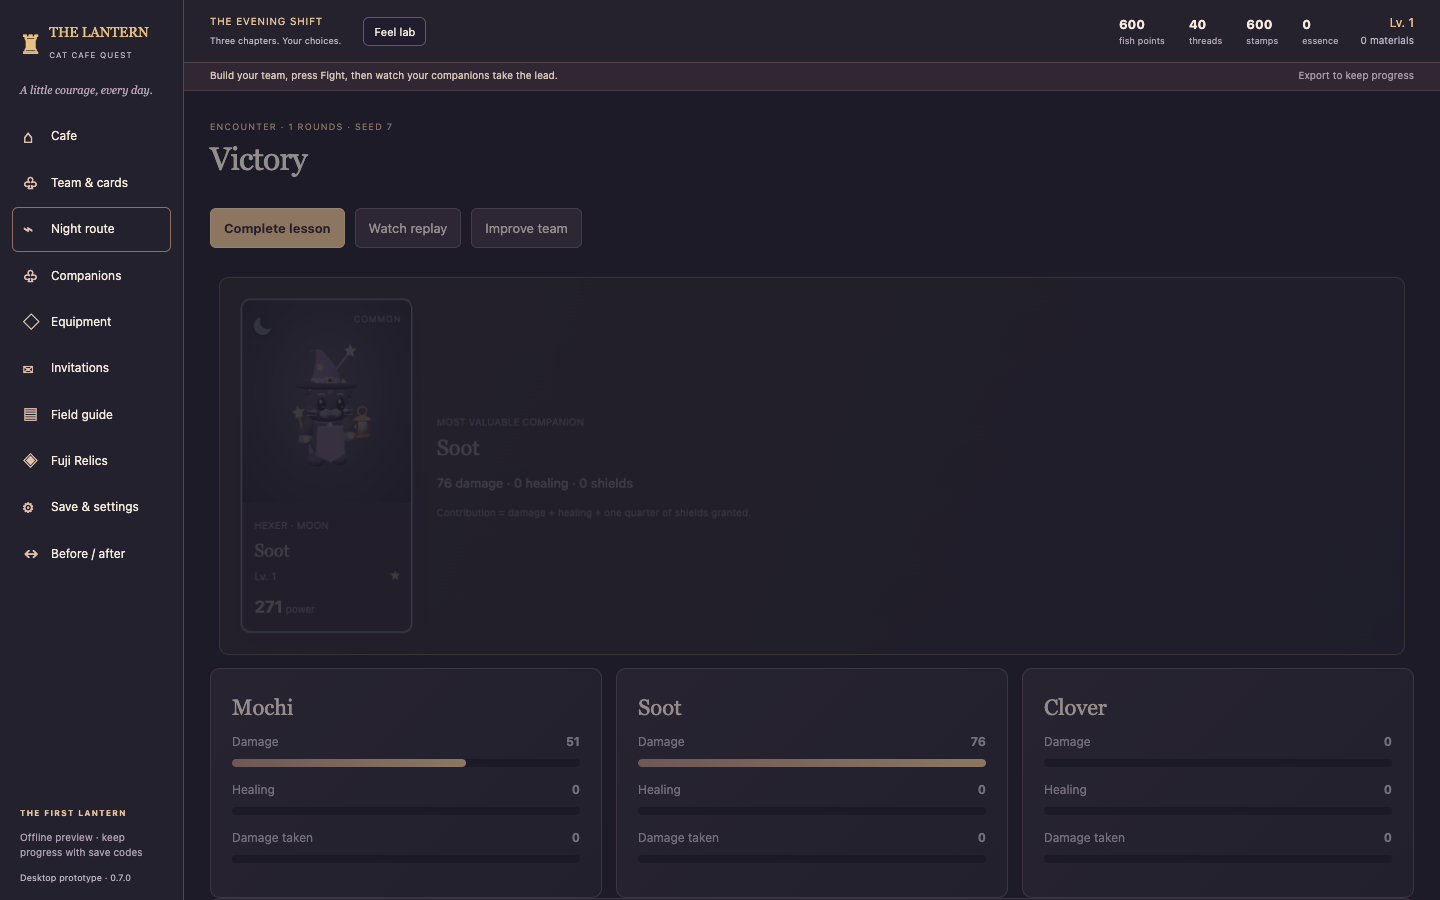 THE LANTERN
CAT CAFE QUEST
A little courage, every day.
Cafe
Team & cards
Night route
Companions
Equipment
Invitations
Field guide
Fuji Relics
Save & settings
Before / after
THE FIRST LANTERN
Offline preview · keep
progress with save codes
Desktop prototype · 0.7.0
THE EVENING SHIFT
Three chapters. Your choices.
Feel lab
600 fish points
40 threads
600 stamps
0 essence
Lv. 1
0 materials
Build your team, press Fight, then watch your companions take the lead.
Export to keep progress
ENCOUNTER · 1 ROUNDS · SEED 7
Victory
Complete lesson
Watch replay
Improve team
COMMON
HEXER · MOON
Soot
Lv. 1 ★
271 power
MOST VALUABLE COMPANION
Soot
76 damage · 0 healing · 0 shields
Contribution = damage + healing + one quarter of shields granted.
Mochi
Damage 51
Healing 0
Damage taken 0
Soot
Damage 76
Healing 0
Damage taken 0
Clover
Damage 0
Healing 0
Damage taken 0